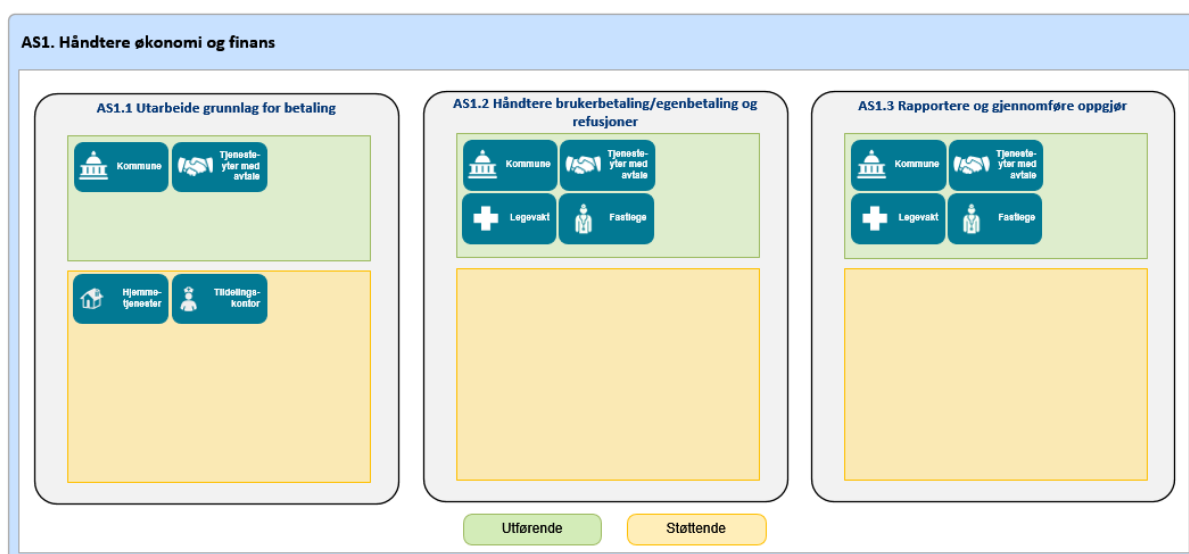 AS1. Håndtere økonomi og finans
AS1.1 Utarbeide grunnlag for betaling
Kommune
Tjeneste-
yter med
avtale
Hjemme-
tjenester
Tildelings-
kontor
AS1.2 Håndtere brukerbetaling/egenbetaling og
refusjoner
Kommune
Tjeneste-
yter med
avtale
Legevakt
Fastlege
AS1.3 Rapportere og gjennomføre oppgjør
Kommune
Tjeneste-
yter med
avtale
Legevakt
Fastlege
Utførende
Støttende